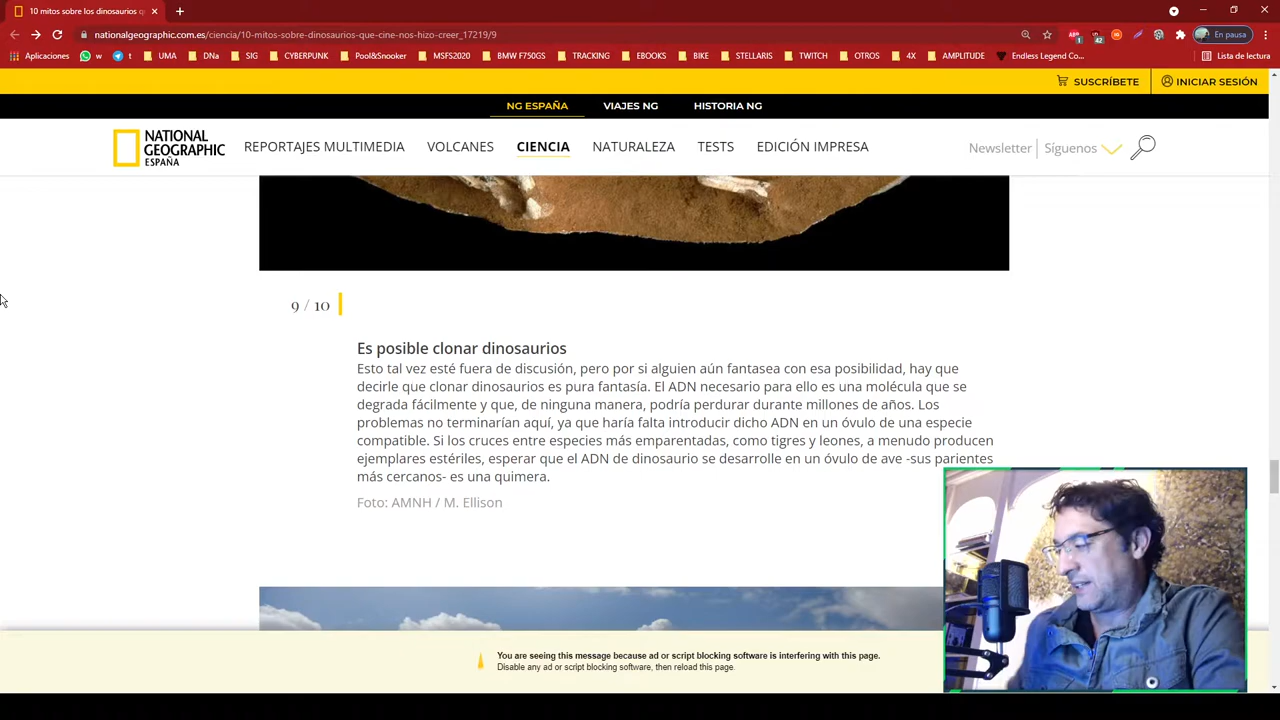 10 mitos sobre los dinosaurios q
nationalgeographic.com.es/ciencia/10-mitos-sobre-dinosaurios-que-cine-nos-hizo-creer_17219/9
En pausa
Aplicaciones w t UMA DNa SIG CYBERPUNK Pool&Snooker MSFS2020 BMW F750GS TRACKING EBOOKS BIKE STELLARIS TWITCH OTROS 4X AMPLITUDE Endless Legend Co... Lista de lectura
SUSCRÍBETE INICIAR SESIÓN
NG ESPAÑA VIAJES NG HISTORIA NG
NATIONAL
GEOGRAPHIC
ESPAÑA
REPORTAJES MULTIMEDIA VOLCANES CIENCIA NATURALEZA TESTS EDICIÓN IMPRESA
Newsletter Síguenos
9 / 10
Es posible clonar dinosaurios
Esto tal vez esté fuera de discusión, pero por si alguien aún fantasea con esa posibilidad, hay que
decirle que clonar dinosaurios es pura fantasía. El ADN necesario para ello es una molécula que se
degrada fácilmente y que, de ninguna manera, podría perdurar durante millones de años. Los
problemas no terminarían aquí, ya que haría falta introducir dicho ADN en un óvulo de una especie
compatible. Si los cruces entre especies más emparentadas, como tigres y leones, a menudo producen
ejemplares estériles, esperar que el ADN de dinosaurio se desarrolle en un óvulo de ave -sus parientes
más cercanos- es una quimera.
Foto: AMNH / M. Ellison
You are seeing this message because ad or script blocking software is interfering with this page.
Disable any ad or script blocking software, then reload this page.